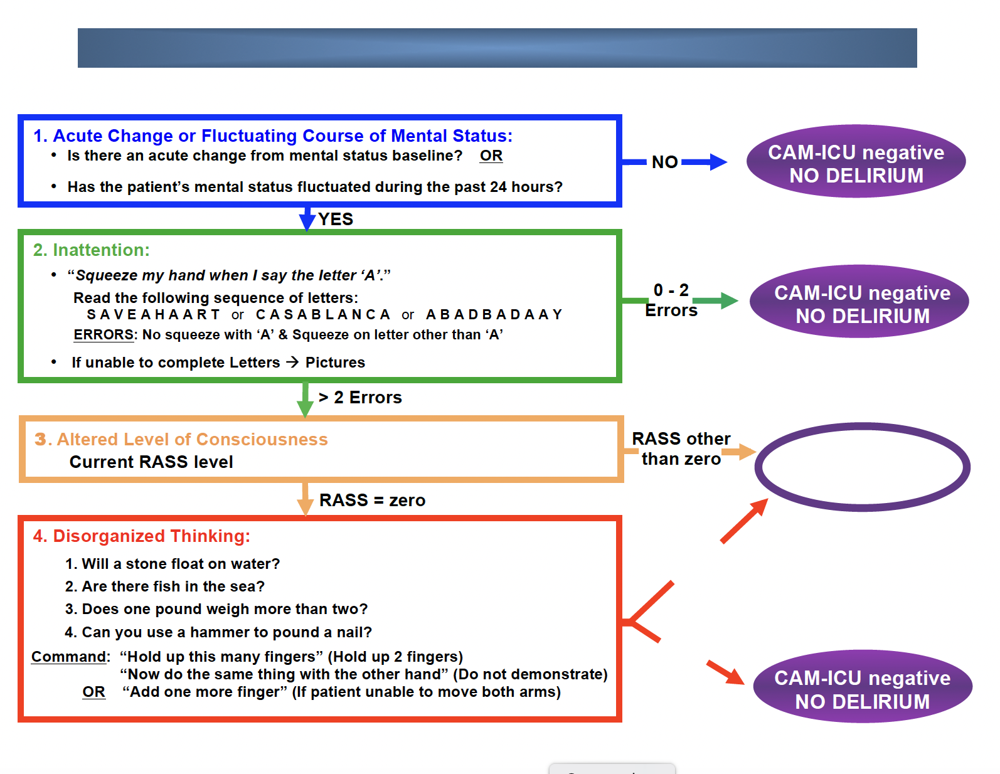 1. Acute Change or Fluctuating Course of Mental Status:
• Is there an acute change from mental status baseline? OR
• Has the patient’s mental status fluctuated during the past 24 hours?
NO
CAM-ICU negative
NO DELIRIUM
YES
2. Inattention:
• “Squeeze my hand when I say the letter ‘A’.”
Read the following sequence of letters:
S A V E A H A A R T or C A S A B L A N C A or A B A D B A D A A Y
ERRORS: No squeeze with ‘A’ & Squeeze on letter other than ‘A’
• If unable to complete Letters → Pictures
0 - 2
Errors
CAM-ICU negative
NO DELIRIUM
> 2 Errors
3. Altered Level of Consciousness
Current RASS level
RASS other
than zero
RASS = zero
4. Disorganized Thinking:
1. Will a stone float on water?
2. Are there fish in the sea?
3. Does one pound weigh more than two?
4. Can you use a hammer to pound a nail?
Command: “Hold up this many fingers” (Hold up 2 fingers)
“Now do the same thing with the other hand” (Do not demonstrate)
OR “Add one more finger” (If patient unable to move both arms)
CAM-ICU negative
NO DELIRIUM